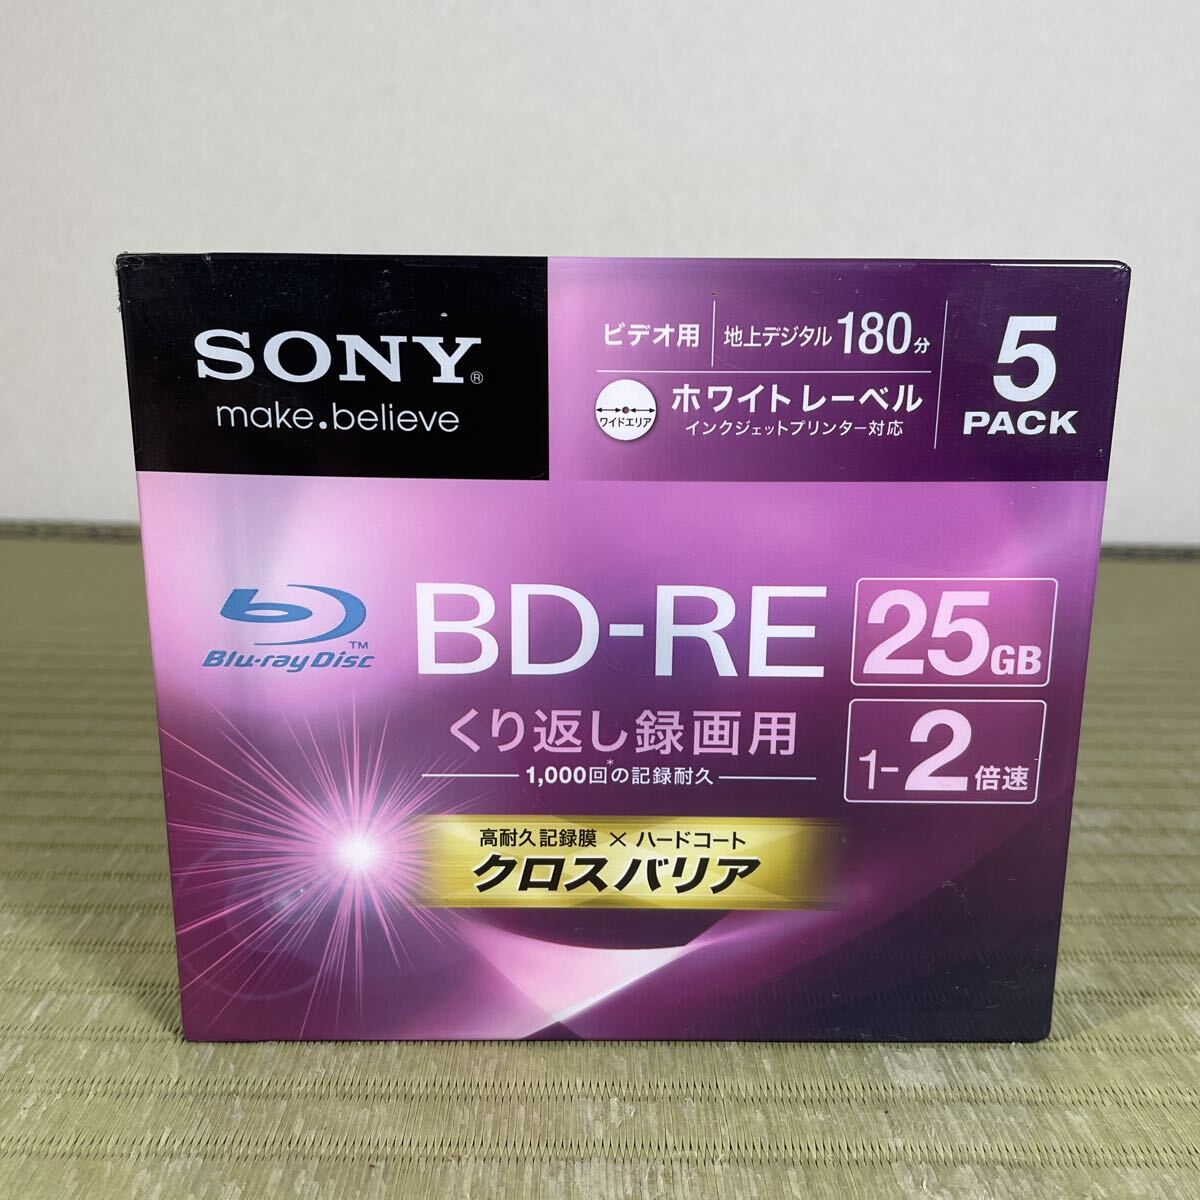 SONY®
make.believe
ビデオ用
地上デジタル180分
ワイドエリア
ホワイトレーベル
インクジェットプリンター対応
5
PACK
Blu-ray Disc™
BD-RE
25GB
くり返し録画用
1,000回*の記録耐久
1-2倍速
高耐久記録膜×ハードコート
クロスバリア